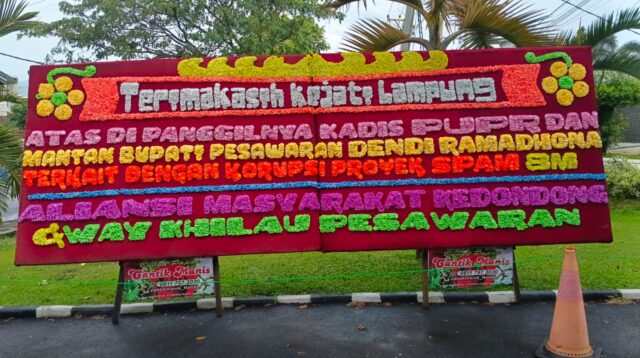 Terimakasih Kejati Lampung
ATAS DI PANGGILNYA KADIS PUPR DAN
MANTAN BUPATI PESAWARAN DENDI RAMADHONA
TERKAIT DENGAN KORUPSI PROYEK SPAM 8M
ALIANSI MASYARAKAT KEDONDONG
WAY KHILAU PESAWARAN
Cantik Manis
Cantik Manis